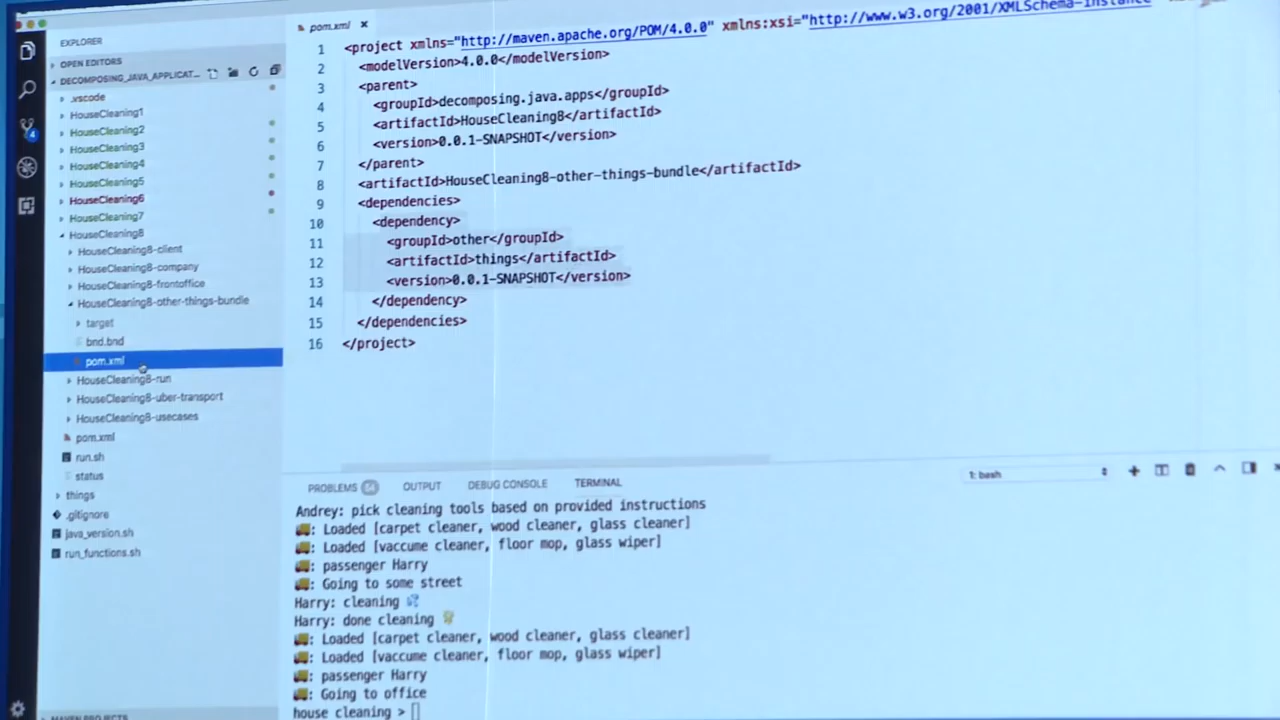 EXPLORER
OPEN EDITORS
DECOMPOSING_JAVA_APPLICAT...
.vscode
HouseCleaning1
HouseCleaning2
HouseCleaning3
HouseCleaning4
HouseCleaning5
HouseCleaning6
HouseCleaning7
HouseCleaning8
HouseCleaning8-client
HouseCleaning8-company
HouseCleaning8-frontoffice
HouseCleaning8-other-things-bundle
target
bnd.bnd
pom.xml
HouseCleaning8-run
HouseCleaning8-uber-transport
HouseCleaning8-usecases
pom.xml
run.sh
status
things
.gitignore
java_version.sh
run_functions.sh
MAVEN PROJECTS
4
pom.xml
1 <project xmlns="http://maven.apache.org/POM/4.0.0" xmlns:xsi="http://www.w3.org/2001/XMLSchema-instance
2 <modelVersion>4.0.0</modelVersion>
3 <parent>
4 <groupId>decomposing.java.apps</groupId>
5 <artifactId>HouseCleaning8</artifactId>
6 <version>0.0.1-SNAPSHOT</version>
7 </parent>
8 <artifactId>HouseCleaning8-other-things-bundle</artifactId>
9 <dependencies>
10 <dependency>
11 <groupId>other</groupId>
12 <artifactId>things</artifactId>
13 <version>0.0.1-SNAPSHOT</version>
14 </dependency>
15 </dependencies>
16 </project>
PROBLEMS 54 OUTPUT DEBUG CONSOLE TERMINAL 1: bash
Andrey: pick cleaning tools based on provided instructions
🚚: Loaded [carpet cleaner, wood cleaner, glass cleaner]
🚚: Loaded [vaccume cleaner, floor mop, glass wiper]
🚚: passenger Harry
🚚: Going to some street
Harry: cleaning 💦
Harry: done cleaning
🚚: Loaded [carpet cleaner, wood cleaner, glass cleaner]
🚚: Loaded [vaccume cleaner, floor mop, glass wiper]
🚚: passenger Harry
🚚: Going to office
house cleaning >